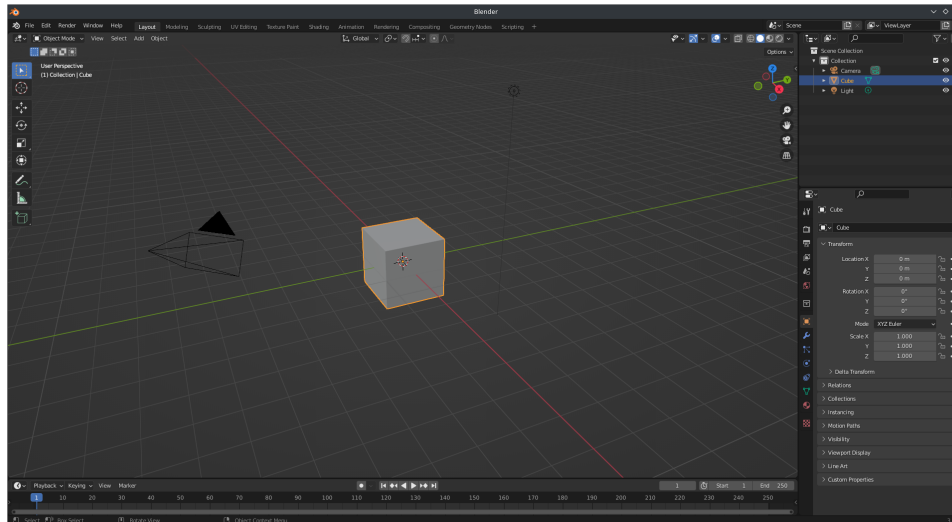 Blender
File Edit Render Window Help Layout Modeling Sculpting UV Editing Texture Paint Shading Animation Rendering Compositing Geometry Nodes Scripting + Scene ViewLayer
Object Mode View Select Add Object Global
Options
User Perspective
(1) Collection | Cube
Z
Y
X
Scene Collection
Collection
Camera
Cube
Light
Cube
Cube
Transform
Location X 0 m
Y 0 m
Z 0 m
Rotation X 0°
Y 0°
Z 0°
Mode XYZ Euler
Scale X 1.000
Y 1.000
Z 1.000
Delta Transform
Relations
Collections
Instancing
Motion Paths
Visibility
Viewport Display
Line Art
Custom Properties
Playback Keying View Marker 1 Start 1 End 250
1 10 20 30 40 50 60 70 80 90 100 110 120 130 140 150 160 170 180 190 200 210 220 230 240 250
Select Box Select Rotate View Object Context Menu